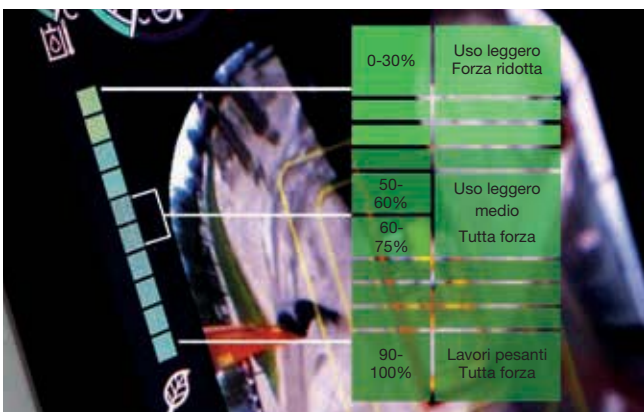 0-30%
Uso leggero
Forza ridotta
50-
60%
Uso leggero
medio
60-
75%
Tutta forza
90-
100%
Lavori pesanti
Tutta forza